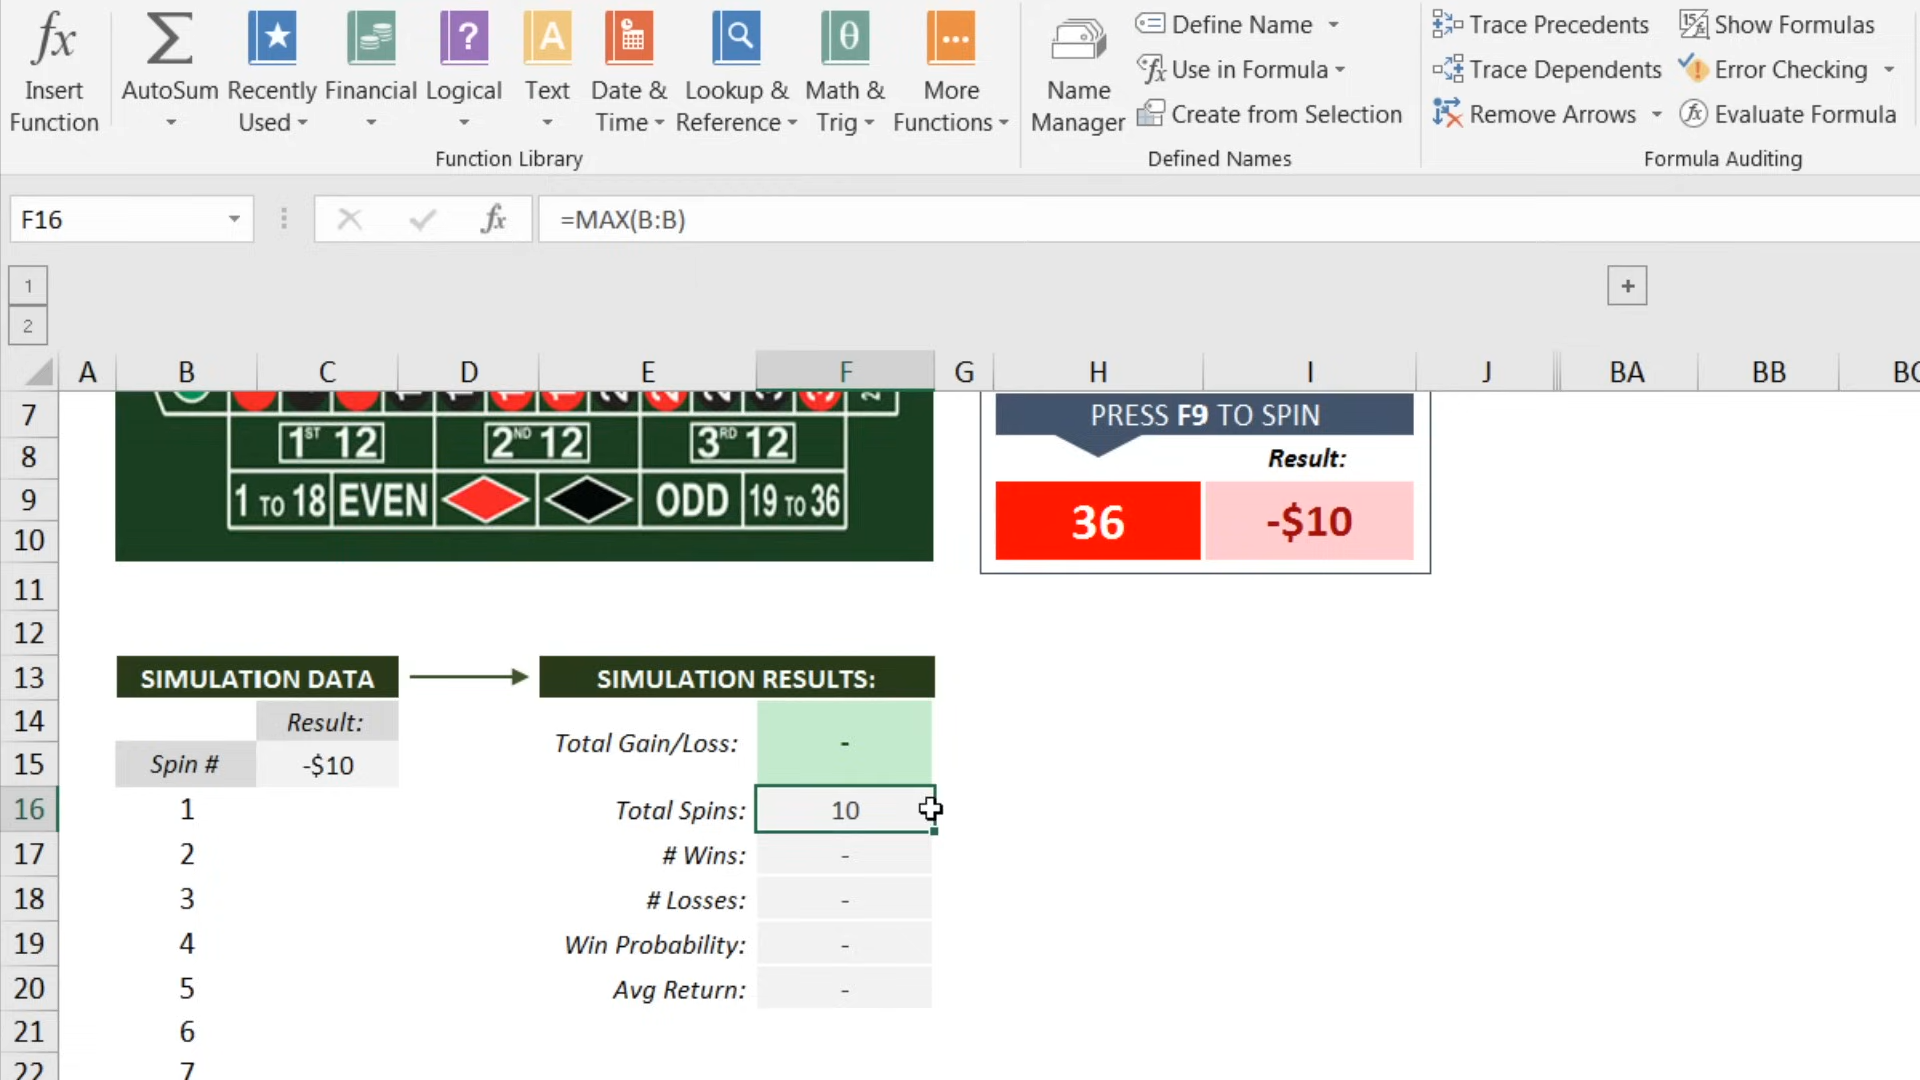 fx
Insert
Function
AutoSum
Recently
Used
Financial
Logical
Text
Date &
Time
Lookup &
Reference
Math &
Trig
More
Functions
Function Library
Name
Manager
Define Name
Use in Formula
Create from Selection
Defined Names
Trace Precedents
Trace Dependents
Remove Arrows
Show Formulas
Error Checking
Evaluate Formula
Formula Auditing
F16
fx
=MAX(B:B)
1
2
+
A B C D E F G H I J BA BB
7
8
9
10
11
12
13
14
15
16
17
18
19
20
21
22
1ST 12
2ND 12
3RD 12
1 TO 18
EVEN
ODD
19 TO 36
PRESS F9 TO SPIN
Result:
36
-$10
SIMULATION DATA
Result:
Spin #
-$10
1
2
3
4
5
6
7
SIMULATION RESULTS:
Total Gain/Loss: -
Total Spins: 10
# Wins: -
# Losses: -
Win Probability: -
Avg Return: -